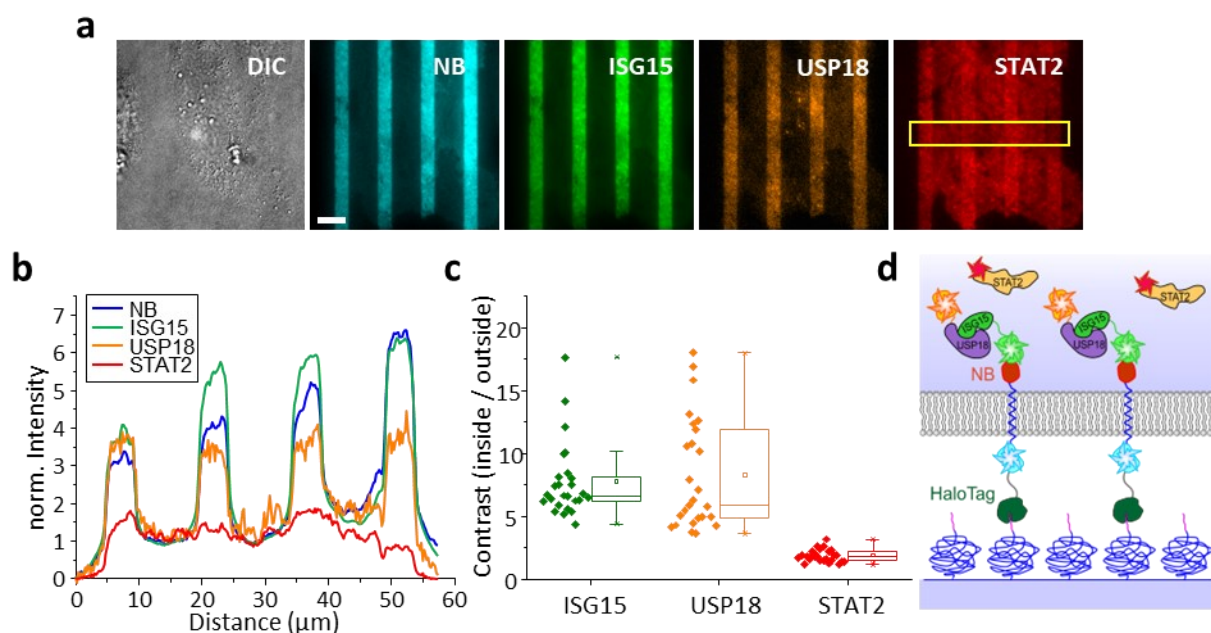 a
DIC
NB
ISG15
USP18
STAT2
b
norm. Intensity
7
6
5
4
3
2
1
0
NB
ISG15
USP18
STAT2
0
10
20
30
40
50
60
Distance (µm)
c
Contrast (inside / outside)
20
15
10
5
0
ISG15
USP18
STAT2
d
STAT2
STAT2
ISG15
USP18
ISG15
USP18
NB
HaloTag